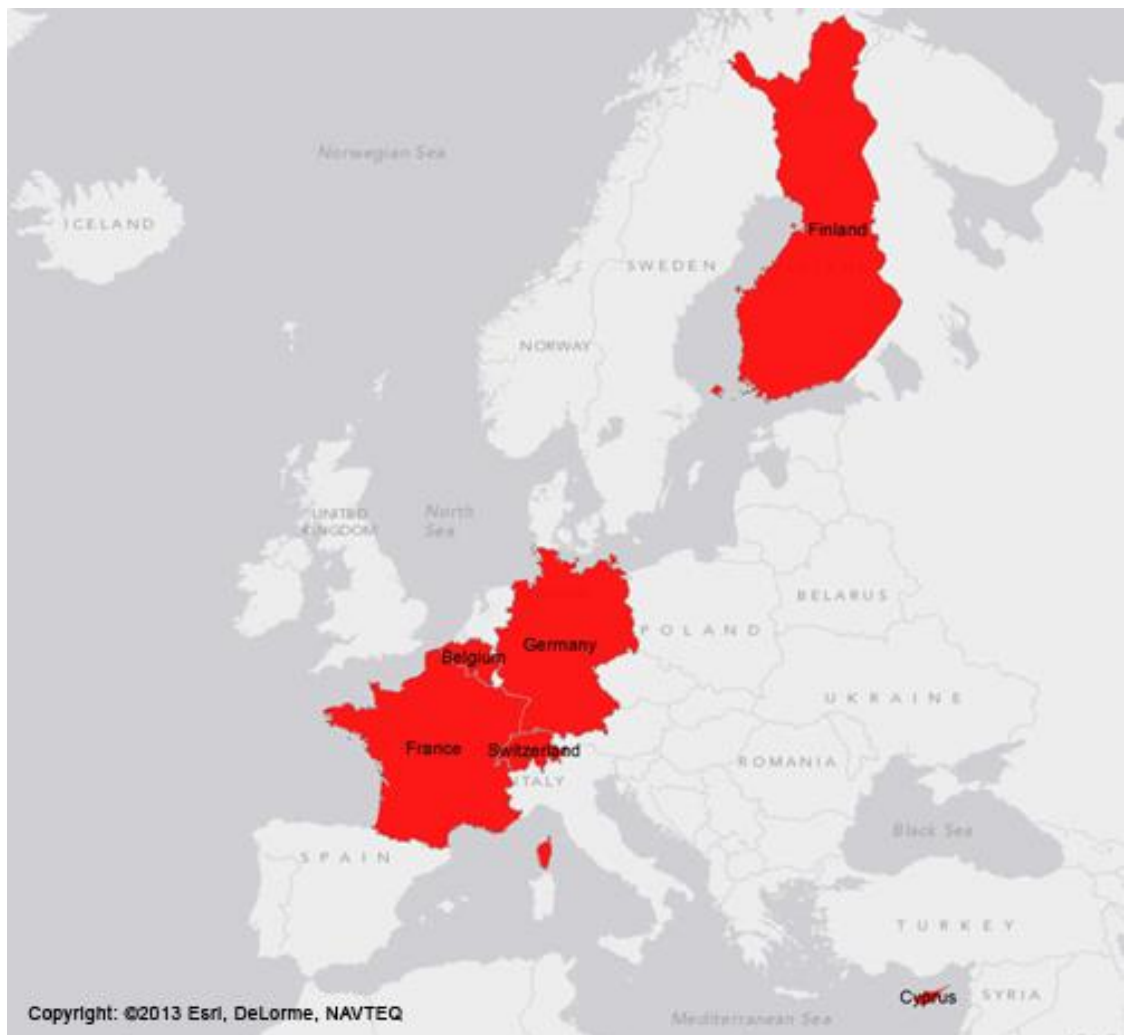 Norwegian Sea
ICELAND
Finland
SWEDEN
NORWAY
UNITED
KINGDOM
North
Sea
BELARUS
POLAND
Germany
Belgium
UKRAINE
France
Switzerland
ITALY
ROMANIA
Black Sea
SPAIN
TURKEY
Cyprus
SYRIA
Copyright: ©2013 Esri, DeLorme, NAVTEQ
Mediterranean Sea